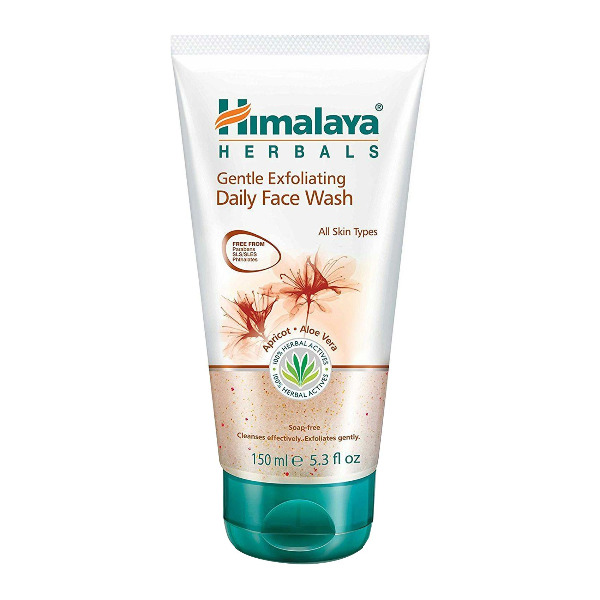 Himalaya®
HERBALS
Gentle Exfoliating
Daily Face Wash
All Skin Types
FREE FROM
Parabens
SLS/SLES
Phthalates
Apricot • Aloe Vera
100% HERBAL ACTIVES
100% HERBAL ACTIVES
Soap-free
Cleanses effectively. Exfoliates gently.
150 ml ℮ 5.3 fl oz